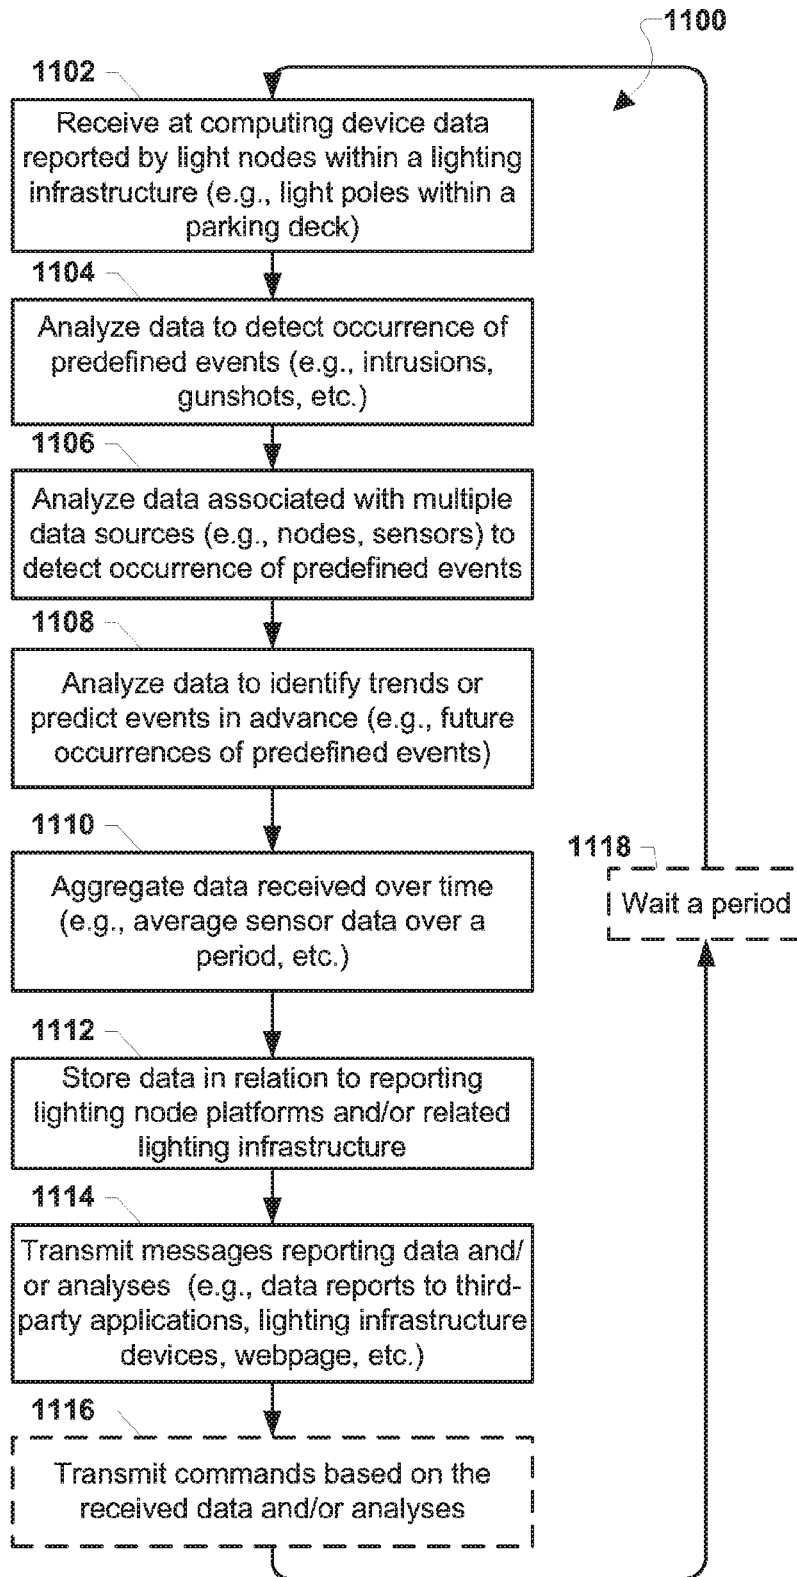 1100
1102
Receive at computing device data
reported by light nodes within a lighting
infrastructure (e.g., light poles within a
parking deck)
1104
Analyze data to detect occurrence of
predefined events (e.g., intrusions,
gunshots, etc.)
1106
Analyze data associated with multiple
data sources (e.g., nodes, sensors) to
detect occurrence of predefined events
1108
Analyze data to identify trends or
predict events in advance (e.g., future
occurrences of predefined events)
1110
Aggregate data received over time
(e.g., average sensor data over a
period, etc.)
1118
Wait a period
1112
Store data in relation to reporting
lighting node platforms and/or related
lighting infrastructure
1114
Transmit messages reporting data and/
or analyses (e.g., data reports to third-
party applications, lighting infrastructure
devices, webpage, etc.)
1116
Transmit commands based on the
received data and/or analyses